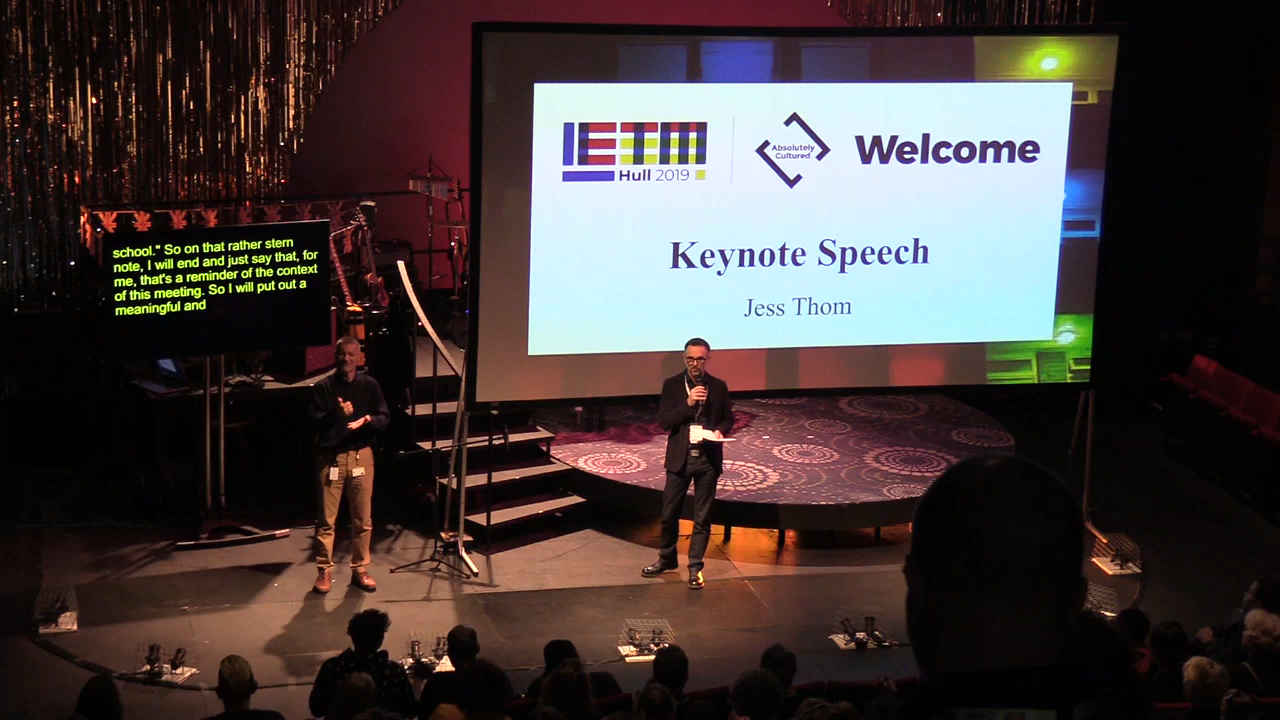 IETM
Hull 2019
Absolutely
Cultured
Welcome
Keynote Speech
Jess Thom
school." So on that rather stern
note, I will end and just say that, for
me, that's a reminder of the context
of this meeting. So I will put out a
meaningful and